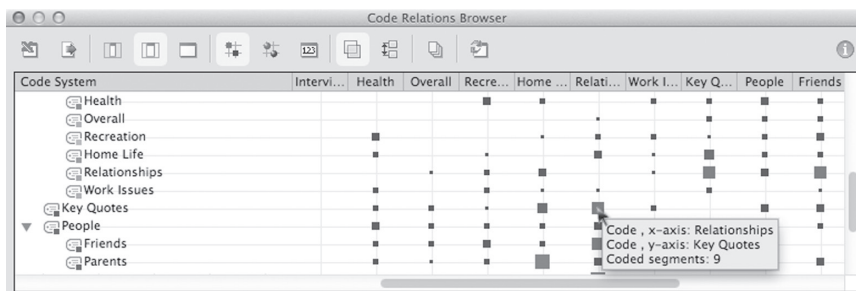 Code Relations Browser
123
Code System Intervi... Health Overall Recre... Home ... Relati... Work I... Key Q... People Friends
Health
Overall
Recreation
Home Life
Relationships
Work Issues
Key Quotes
People
Friends
Parents
Code , x-axis: Relationships
Code , y-axis: Key Quotes
Coded segments: 9